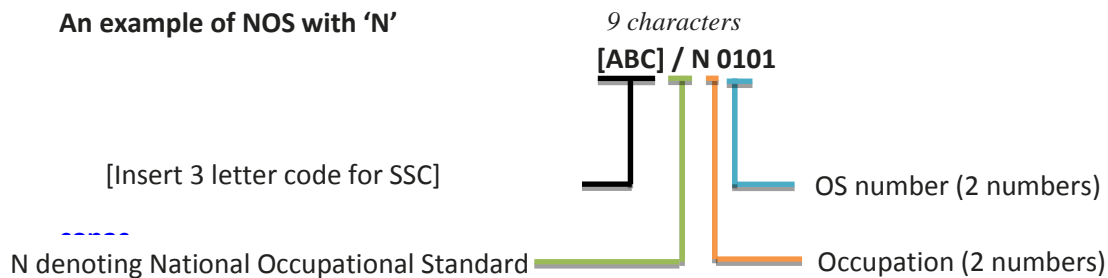 An example of NOS with ‘N’
9 characters
[ABC] / N 0101
[Insert 3 letter code for SSC]
OS number (2 numbers)
N denoting National Occupational Standard
Occupation (2 numbers)